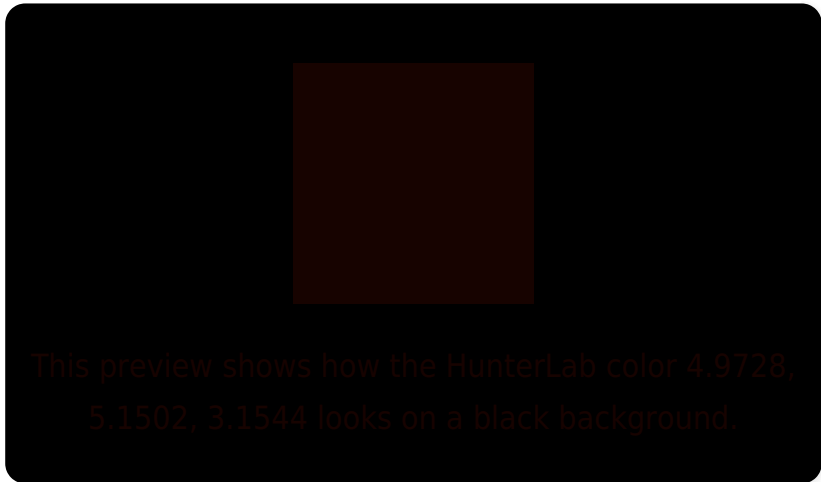 This preview shows how the HunterLab color 4.9728,
5.1502, 3.1544 looks on a black background.